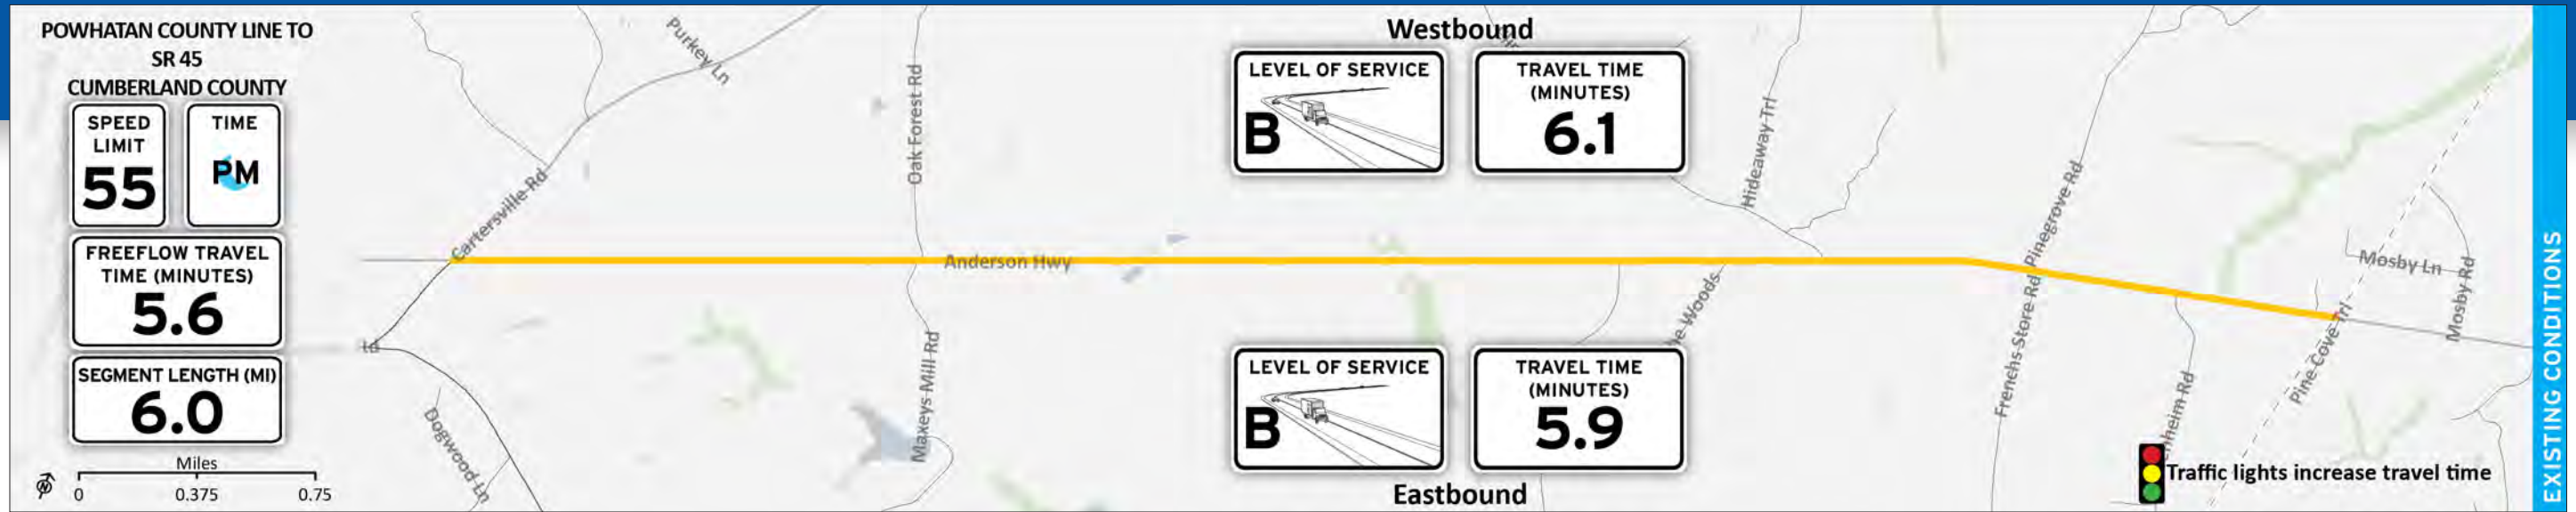 POWHATAN COUNTY LINE TO
SR 45
CUMBERLAND COUNTY
SPEED
LIMIT
55
TIME
PM
FREEFLOW TRAVEL
TIME (MINUTES)
5.6
SEGMENT LENGTH (MI)
6.0
Miles
0 0.375 0.75
Purkey Ln
Cartersville Rd
Oak Forest Rd
Anderson Hwy
Maxeys Mill Rd
Dogwood Ln
Westbound
LEVEL OF SERVICE
B
TRAVEL TIME
(MINUTES)
6.1
LEVEL OF SERVICE
B
TRAVEL TIME
(MINUTES)
5.9
Eastbound
Hideaway Trl
Woods
Pinegrove Rd
Frenchs Store Rd
Rd
Pine Cove Trl
Mosby Ln
Mosby Rd
Traffic lights increase travel time
EXISTING CONDITIONS